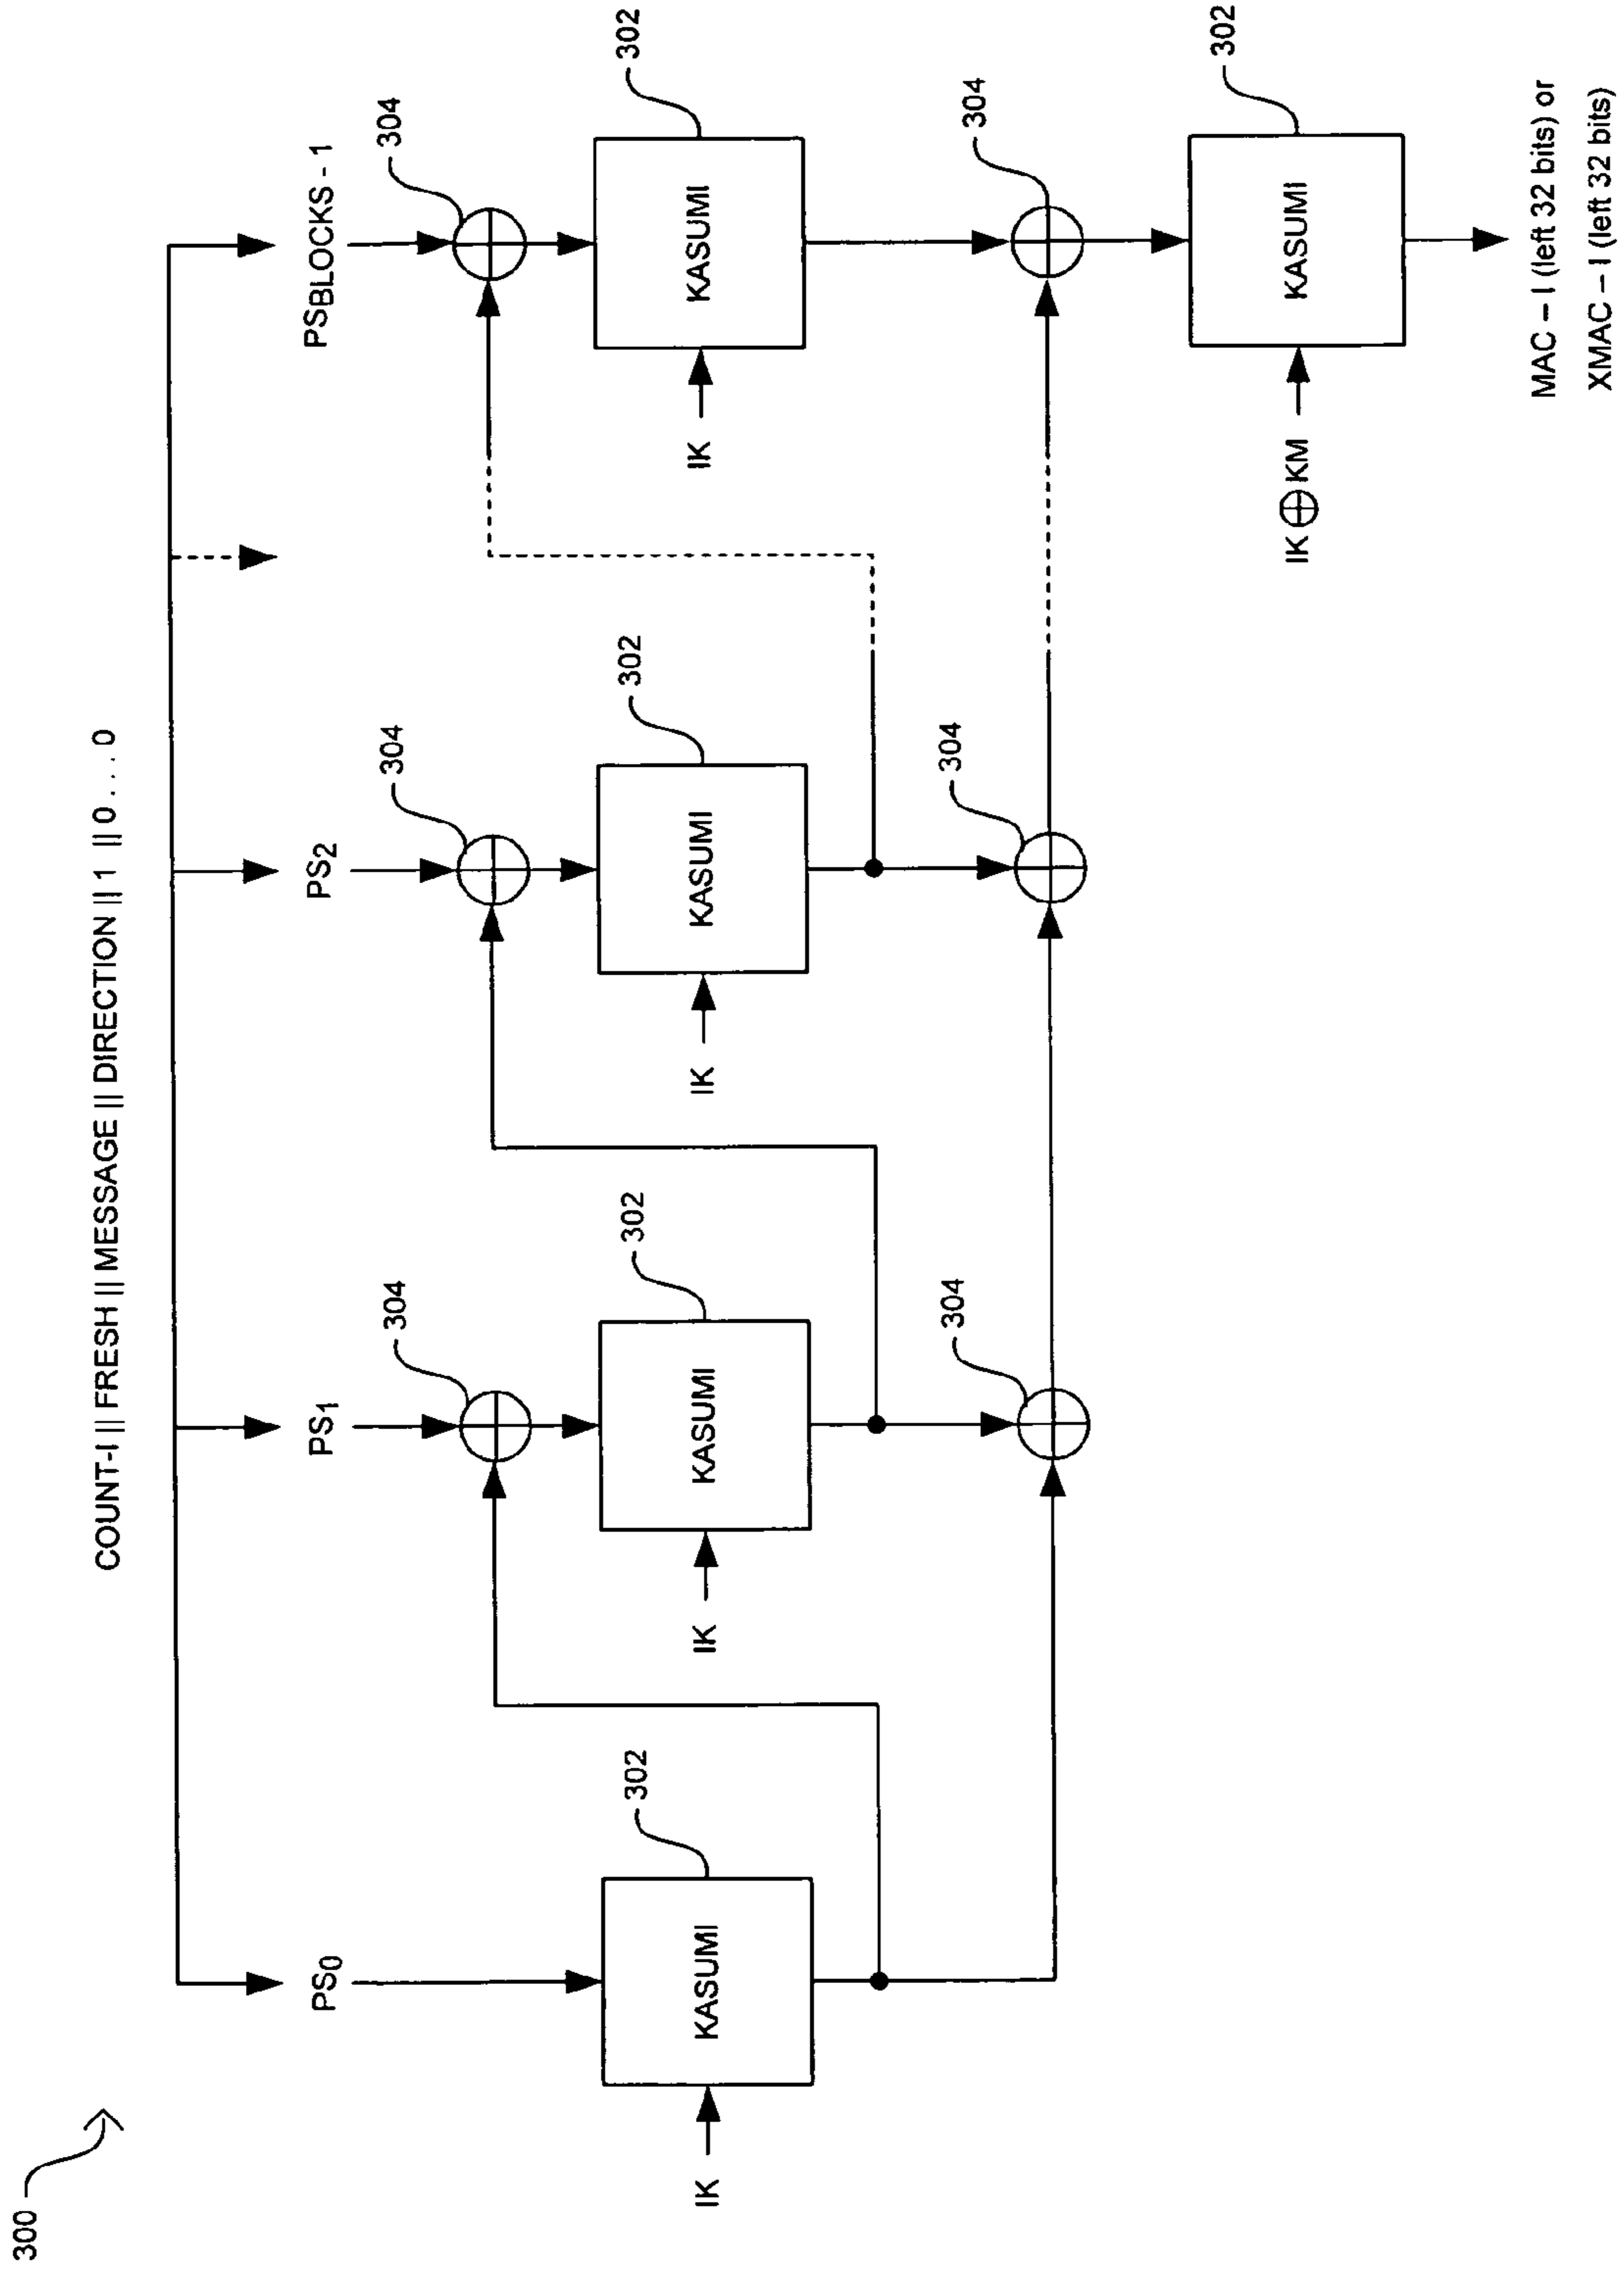 300
COUNT-I || FRESH || MESSAGE || DIRECTION || 1 || 0 . . . 0
PS0
PS1
PS2
PSBLOCKS - 1
304
304
304
302
302
302
302
IK
KASUMI
IK
KASUMI
IK
KASUMI
IK
KASUMI
304
304
304
302
IK ⊕ KM
KASUMI
MAC – I (left 32 bits) or
XMAC – I (left 32 bits)